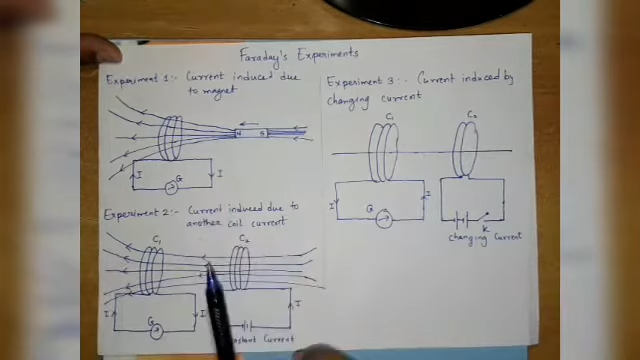 Faraday's Experiments
Experiment 1:- Current induced due
to magnet
N S
I G I
Experiment 2:- Current induced due to
another coil current
C₁ C₂
I G I I
nstant Current
Experiment 3:- Current induced by
changing current
C₁ C₂
I G I
K
changing Current